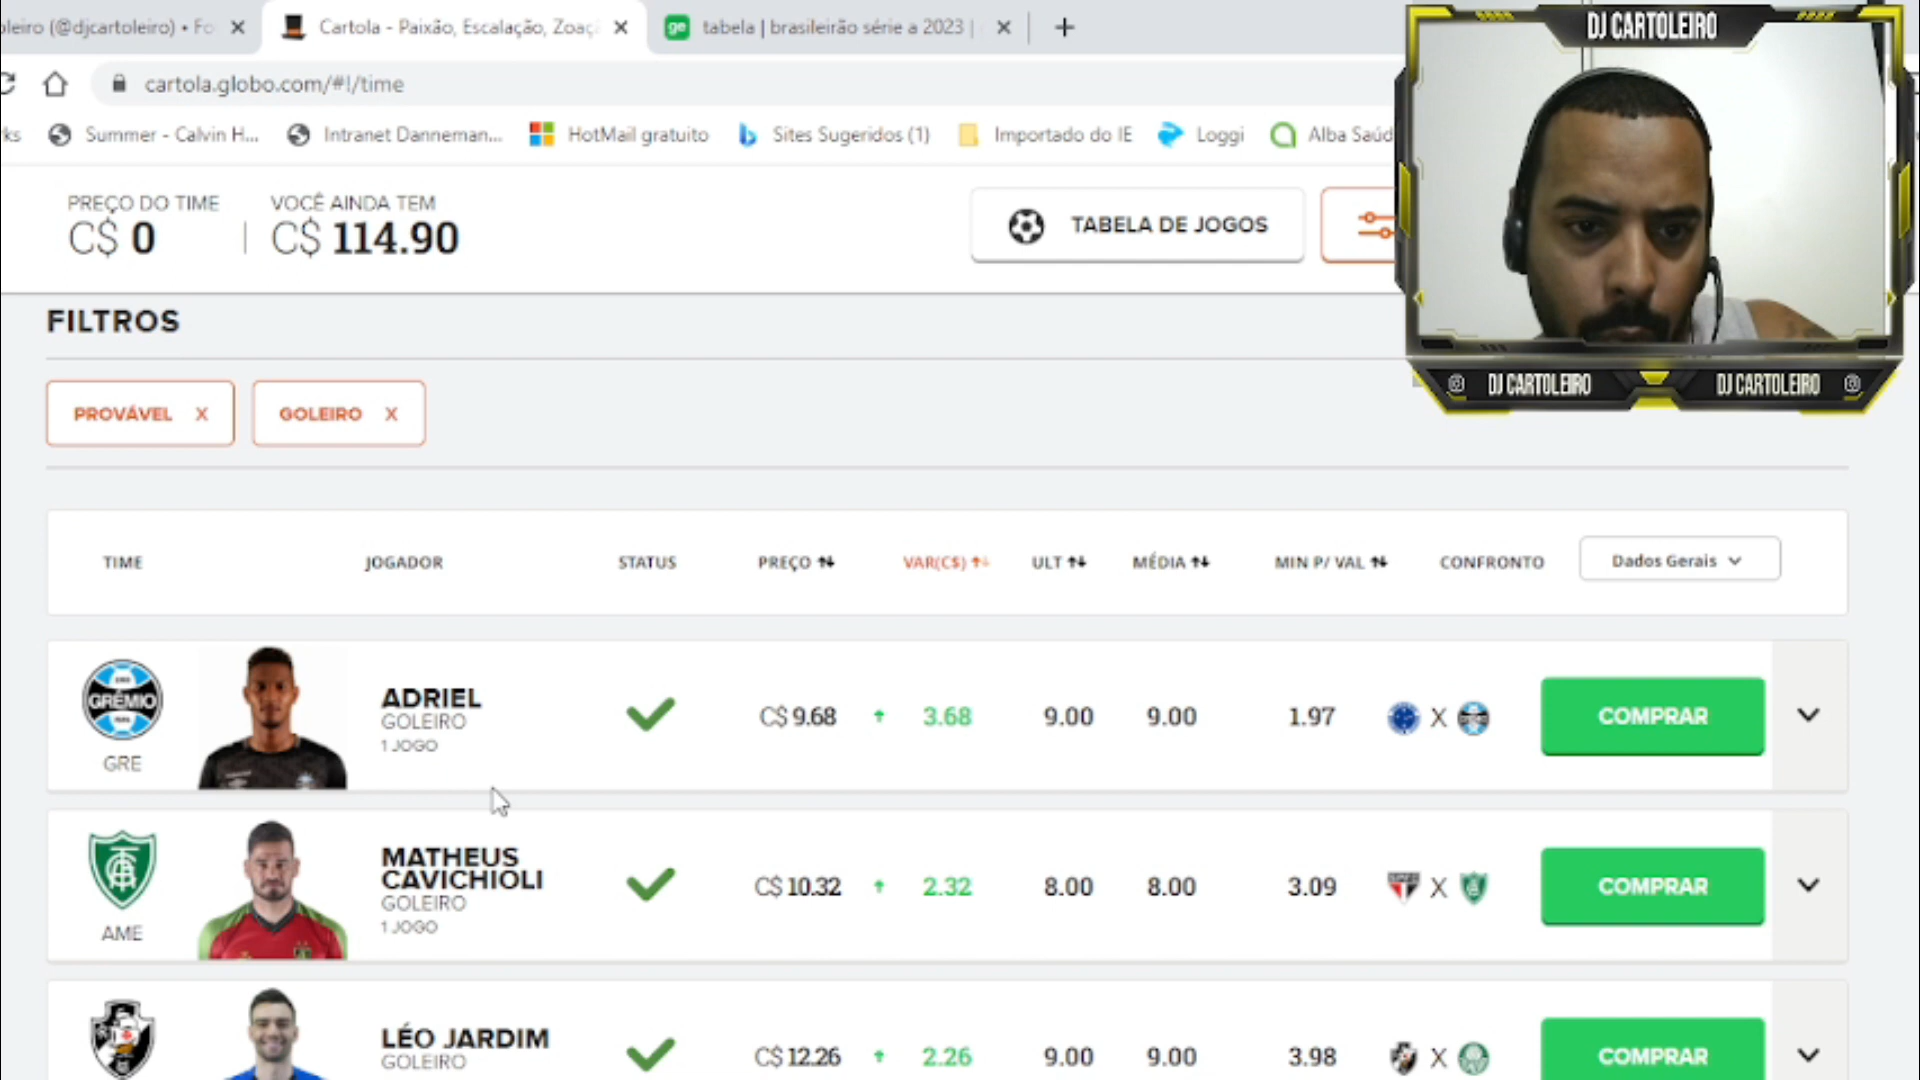 oleiro (@djcartoleiro) • Fo
Cartola - Paixão, Escalação, Zoaçã
ge tabela | brasileirão série a 2023 |
DJ CARTOLEIRO
cartola.globo.com/#!/time
ks
Summer - Calvin H...
Intranet Danneman...
HotMail gratuito
Sites Sugeridos (1)
Importado do IE
Loggi
Alba Saúd
PREÇO DO TIME
C$ 0
VOCÊ AINDA TEM
C$ 114.90
TABELA DE JOGOS
DJ CARTOLEIRO
DJ CARTOLEIRO
FILTROS
PROVÁVEL X
GOLEIRO X
TIME JOGADOR STATUS PREÇO VAR(C$) ULT MÉDIA MIN P/ VAL CONFRONTO Dados Gerais
GRÊMIO
GRE
ADRIEL
GOLEIRO
1 JOGO
C$ 9.68 3.68 9.00 9.00 1.97 X COMPRAR
AME
MATHEUS
CAVICHIOLI
GOLEIRO
1 JOGO
C$ 10.32 2.32 8.00 8.00 3.09 X COMPRAR
LÉO JARDIM
GOLEIRO
C$ 12.26 2.26 9.00 9.00 3.98 X COMPRAR